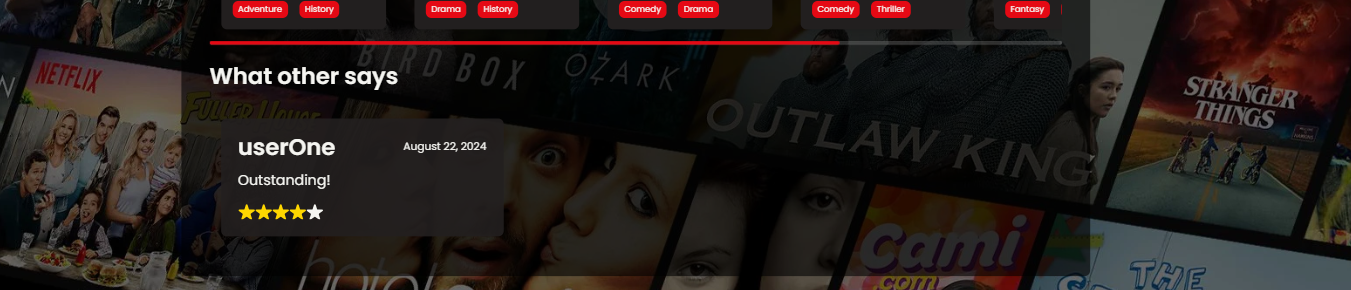 Adventure History Drama History Comedy Drama Comedy Thriller Fantasy
NETFLIX
BIRD BOX
OZARK
STRANGER
THINGS
What other says
FULLER House
OUTLAW KING
userOne August 22, 2024
Outstanding!
Cami
.com
THE